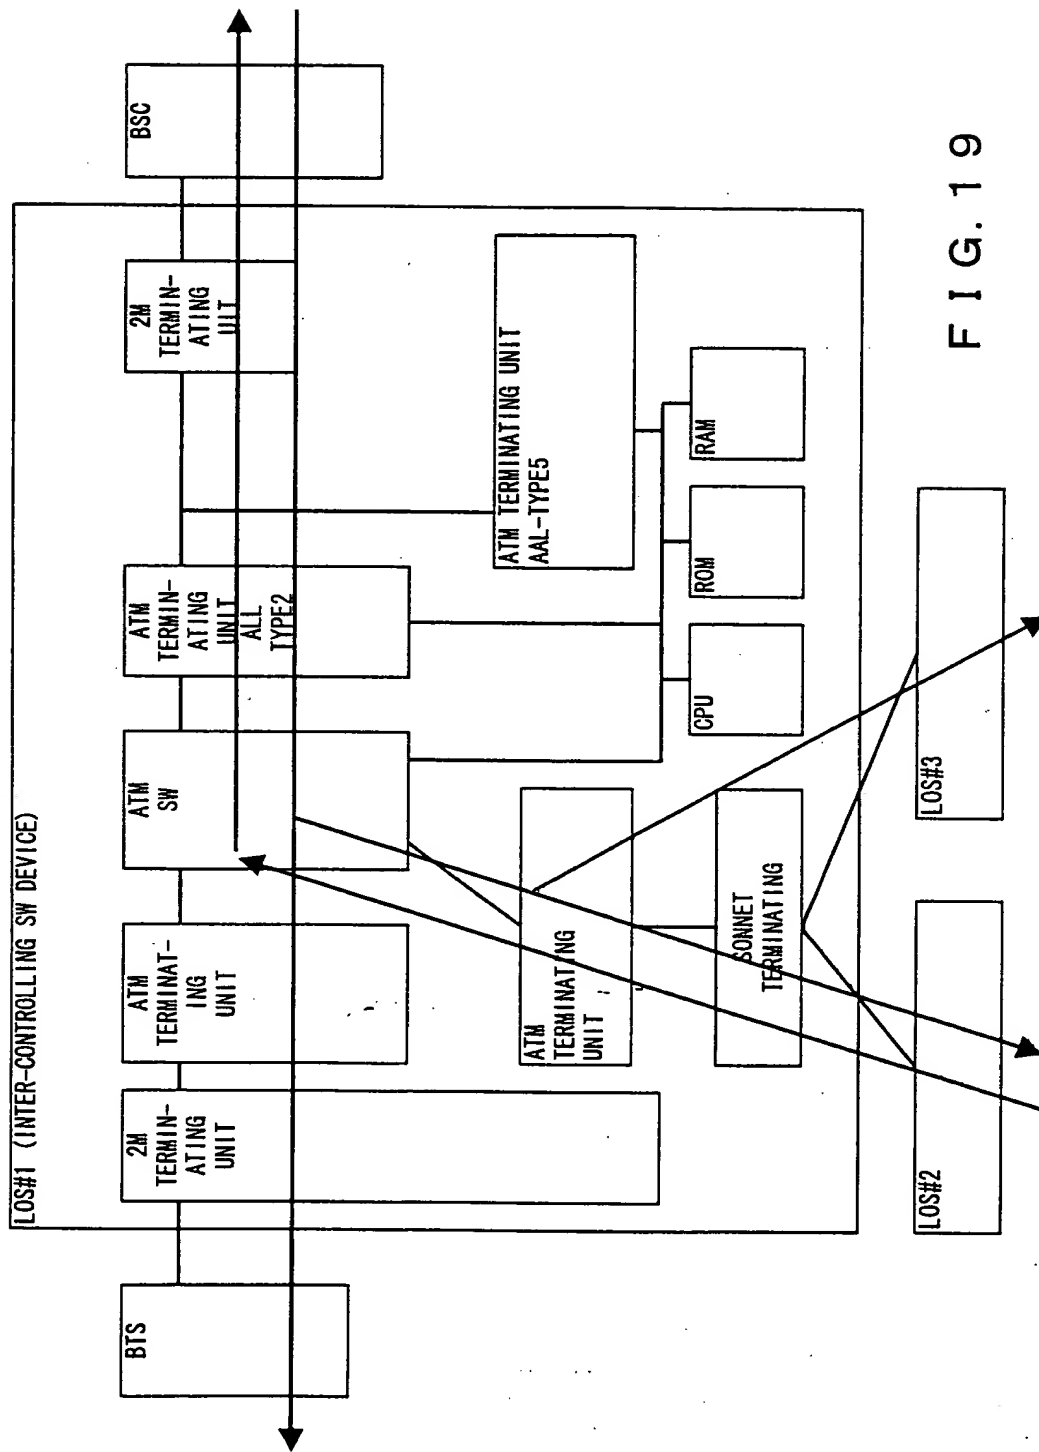 LOS#1 (INTER-CONTROLLING SW DEVICE)
BTS
2M
TERMIN-
ATING
UNIT
ATM
TERMINAT-
ING
UNIT
ATM
SW
ATM
TERMIN-
ATING
UNIT
ALL
TYPE2
2M
TERMIN-
ATING
UIT
BSC
ATM
TERMINATING
UNIT
ATM TERMINATING UNIT
AAL-TYPE5
SONNET
TERMINATING
CPU
ROM
RAM
LOS#2
LOS#3
FIG. 19